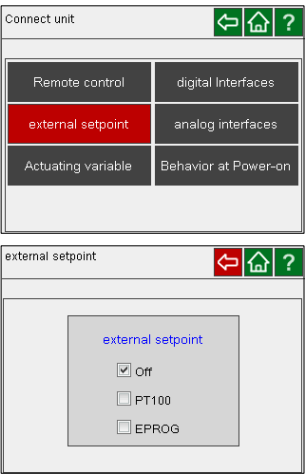 Connect unit
?
Remote control
digital Interfaces
external setpoint
analog interfaces
Actuating variable
Behavior at Power-on
external setpoint
?
external setpoint
Off
PT100
EPROG